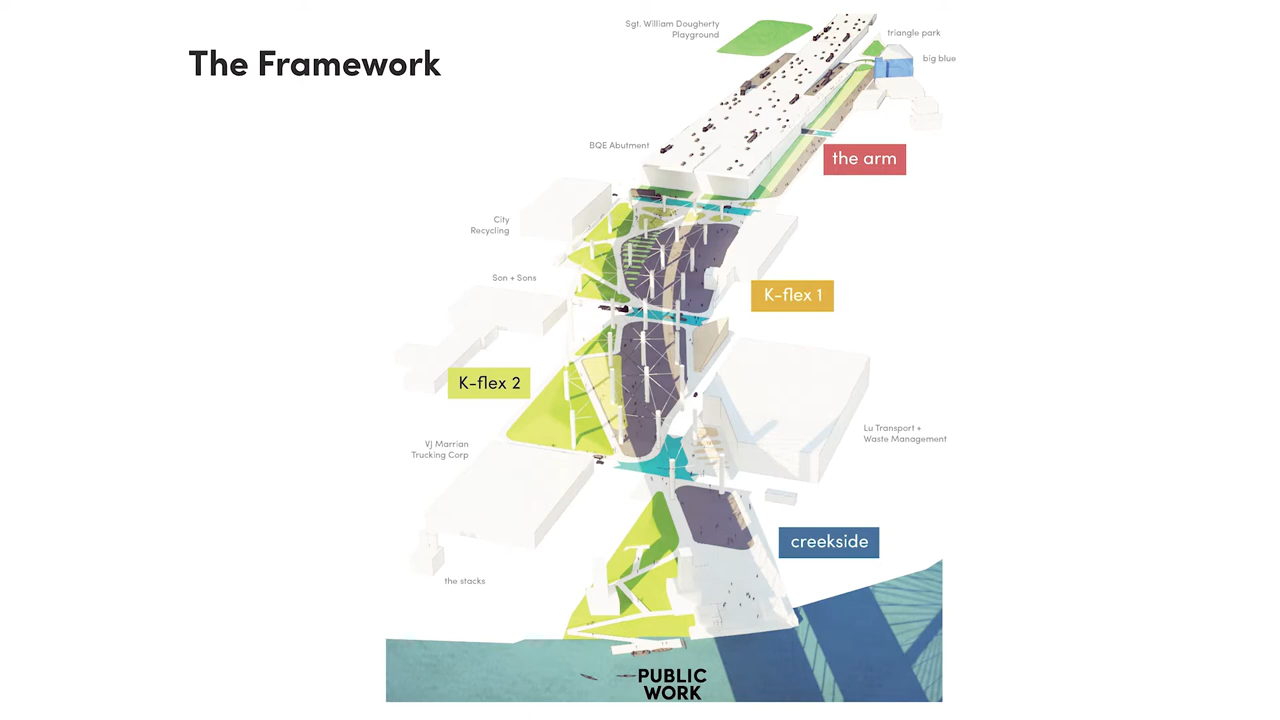 The Framework
Sgt. William Dougherty
Playground
triangle park
big blue
BQE Abutment
the arm
City
Recycling
Son + Sons
K-flex 1
K-flex 2
VJ Marrian
Trucking Corp
Lu Transport +
Waste Management
creekside
the stacks
PUBLIC
WORK